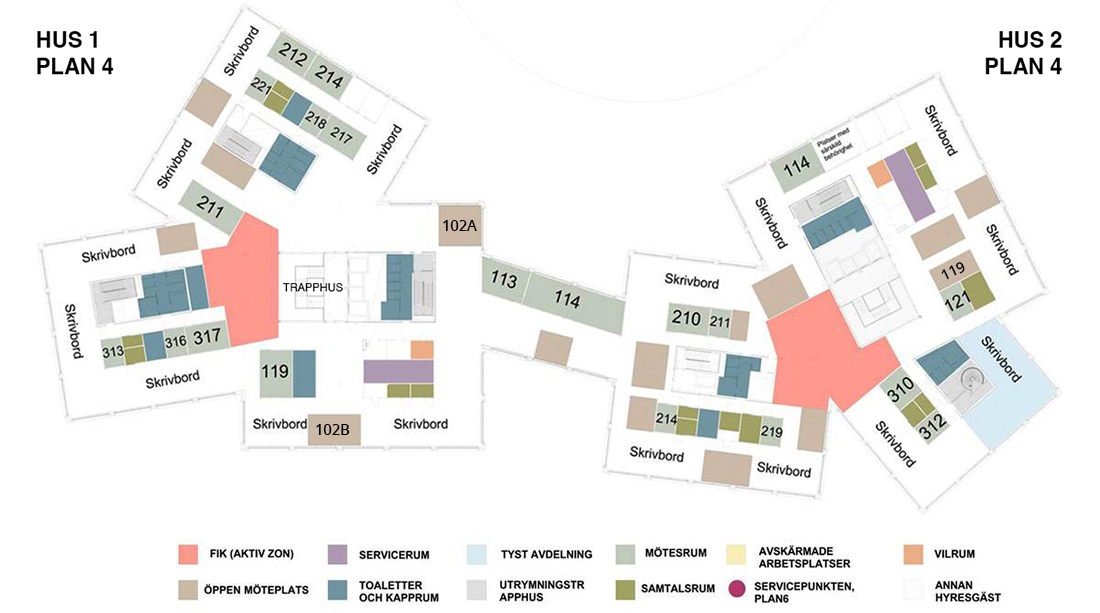 HUS 1
PLAN 4
HUS 2
PLAN 4
Skrivbord
212
214
221
218
217
Skrivbord
Skrivbord
211
Skrivbord
102A
TRAPPHUS
Skrivbord
313
316
317
Skrivbord
119
Skrivbord
102B
Skrivbord
113
114
Skrivbord
210
211
214
219
Skrivbord
Skrivbord
114
Platser med
särskild
behörighet
Skrivbord
Skrivbord
Skrivbord
119
121
Skrivbord
310
312
Skrivbord
FIK (AKTIV ZON)
SERVICERUM
TYST AVDELNING
MÖTESRUM
AVSKÄRMADE
ARBETSPLATSER
VILRUM
ÖPPEN MÖTEPLATS
TOALETTER
OCH KAPPRUM
UTRYMNINGSTR
APPHUS
SAMTALSRUM
SERVICEPUNKTEN,
PLAN6
ANNAN
HYRESGÄST